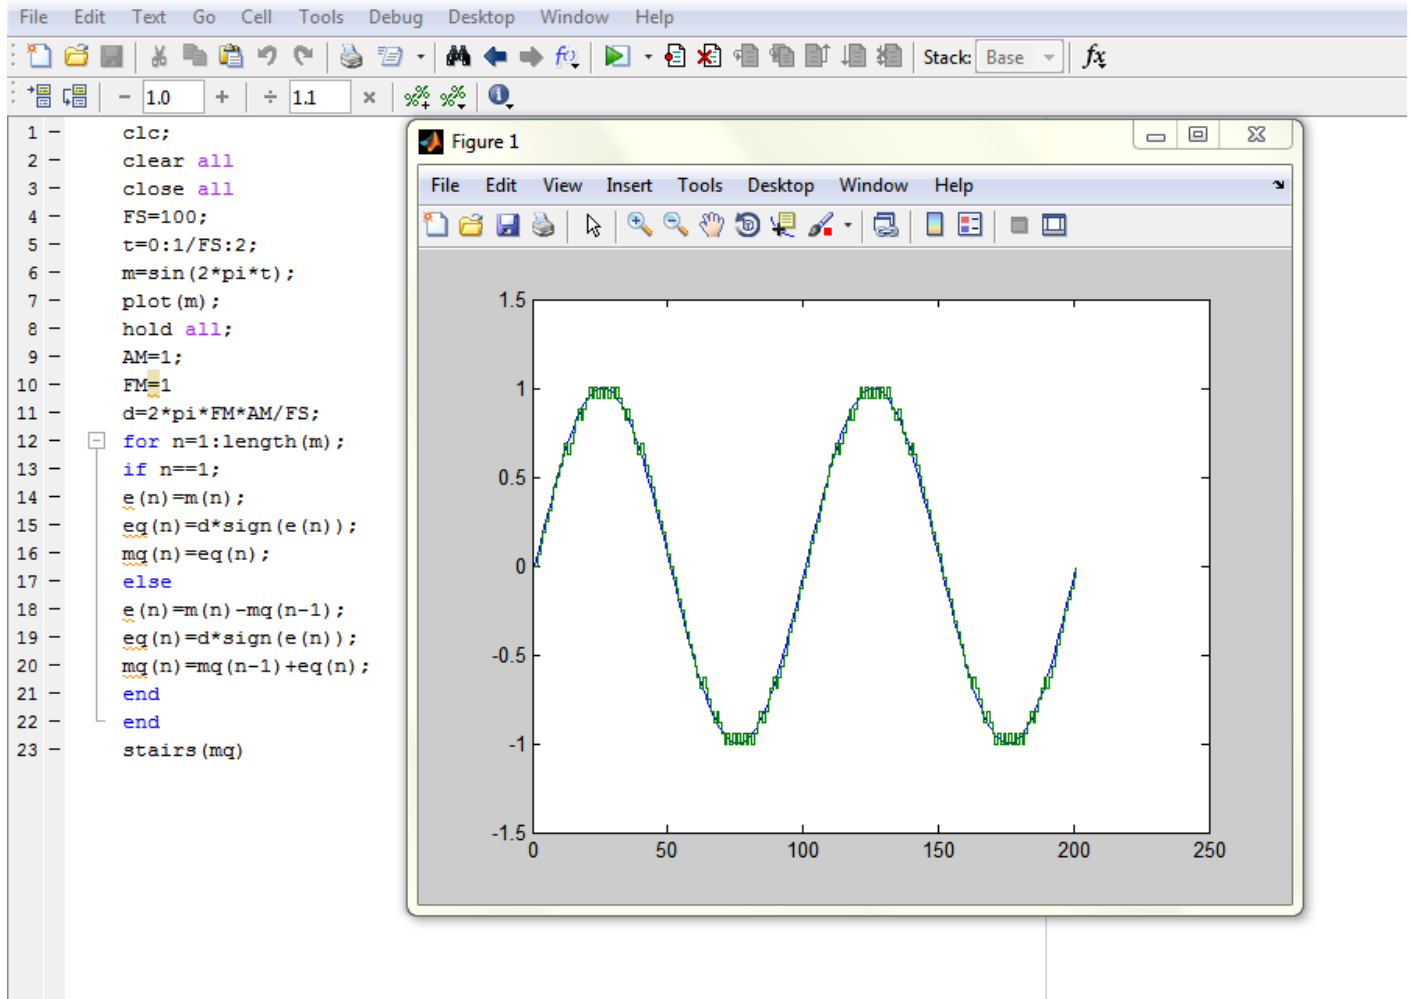 File Edit Text Go Cell Tools Debug Desktop Window Help
Stack: Base fx
1.0 + ÷ 1.1 ×
1 − clc;
2 − clear all
3 − close all
4 − FS=100;
5 − t=0:1/FS:2;
6 − m=sin(2*pi*t);
7 − plot(m);
8 − hold all;
9 − AM=1;
10 − FM=1
11 − d=2*pi*FM*AM/FS;
12 − for n=1:length(m);
13 − if n==1;
14 − e(n)=m(n);
15 − eq(n)=d*sign(e(n));
16 − mq(n)=eq(n);
17 − else
18 − e(n)=m(n)-mq(n-1);
19 − eq(n)=d*sign(e(n));
20 − mq(n)=mq(n-1)+eq(n);
21 − end
22 − end
23 − stairs(mq)
Figure 1
File Edit View Insert Tools Desktop Window Help
1.5
1
0.5
0
-0.5
-1
-1.5
0 50 100 150 200 250